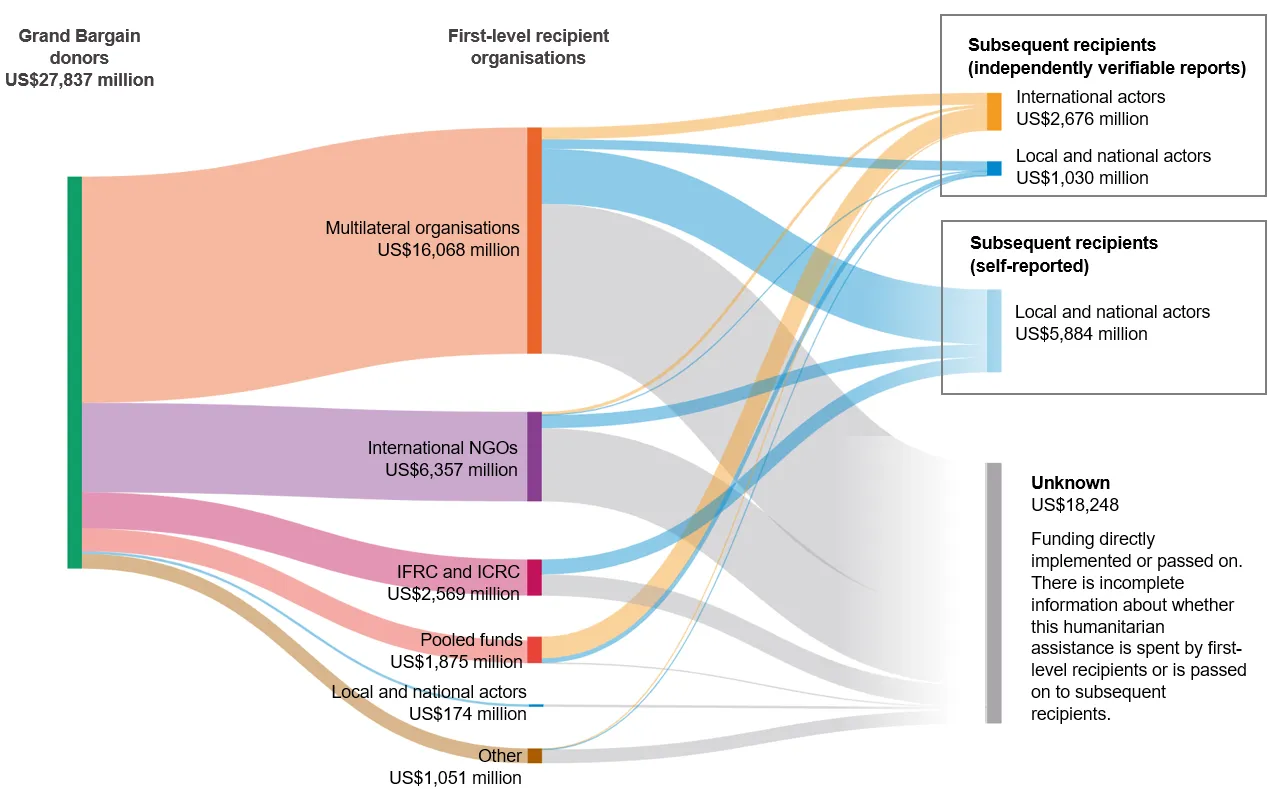 Grand Bargain
donors
US$27,837 million
First-level recipient
organisations
Multilateral organisations
US$16,068 million
International NGOs
US$6,357 million
IFRC and ICRC
US$2,569 million
Pooled funds
US$1,875 million
Local and national actors
US$174 million
Other
US$1,051 million
Subsequent recipients
(independently verifiable reports)
International actors
US$2,676 million
Local and national actors
US$1,030 million
Subsequent recipients
(self-reported)
Local and national actors
US$5,884 million
Unknown
US$18,248
Funding directly
implemented or passed on.
There is incomplete
information about whether
this humanitarian
assistance is spent by first-
level recipients or is passed
on to subsequent
recipients.